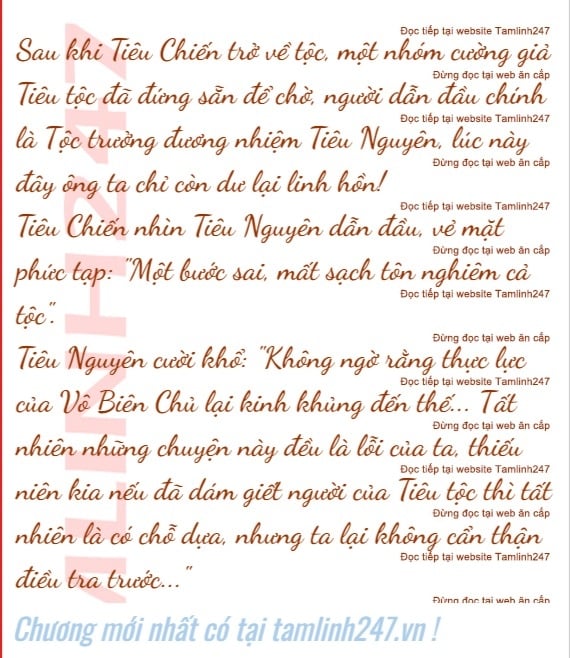 Đọc tiếp tại website Tamlinh247
Sau khi Tiêu Chiến trở về tộc, một nhóm cường giả
Đừng đọc tại web ăn cắp
Tiêu tộc đã đứng sẵn để chờ, người dẫn đầu chính
Đọc tiếp tại website Tamlinh247
là Tộc trưởng đương nhiệm Tiêu Nguyên, lúc này
Đừng đọc tại web ăn cắp
đây ông ta chỉ còn dư lại linh hồn!
Đọc tiếp tại website Tamlinh247
Tiêu Chiến nhìn Tiêu Nguyên dẫn đầu, vẻ mặt
Đừng đọc tại web ăn cắp
phức tạp: "Một bước sai, mất sạch tôn nghiêm cả
Đọc tiếp tại website Tamlinh247
tộc".
Đừng đọc tại web ăn cắp
Tiêu Nguyên cười khổ: "Không ngờ rằng thực lực
Đọc tiếp tại website Tamlinh247
của Vô Biên Chủ lại kinh khủng đến thế... Tất
Đừng đọc tại web ăn cắp
nhiên những chuyện này đều là lỗi của ta, thiếu
Đọc tiếp tại website Tamlinh247
niên kia nếu đã dám giết người của Tiêu tộc thì tất
Đừng đọc tại web ăn cắp
nhiên là có chỗ dựa, nhưng ta lại không cẩn thận
Đọc tiếp tại website Tamlinh247
điều tra trước..."
Đừng đọc tại web ăn cắp
Chương mới nhất có tại tamlinh247.vn !
ALINH247